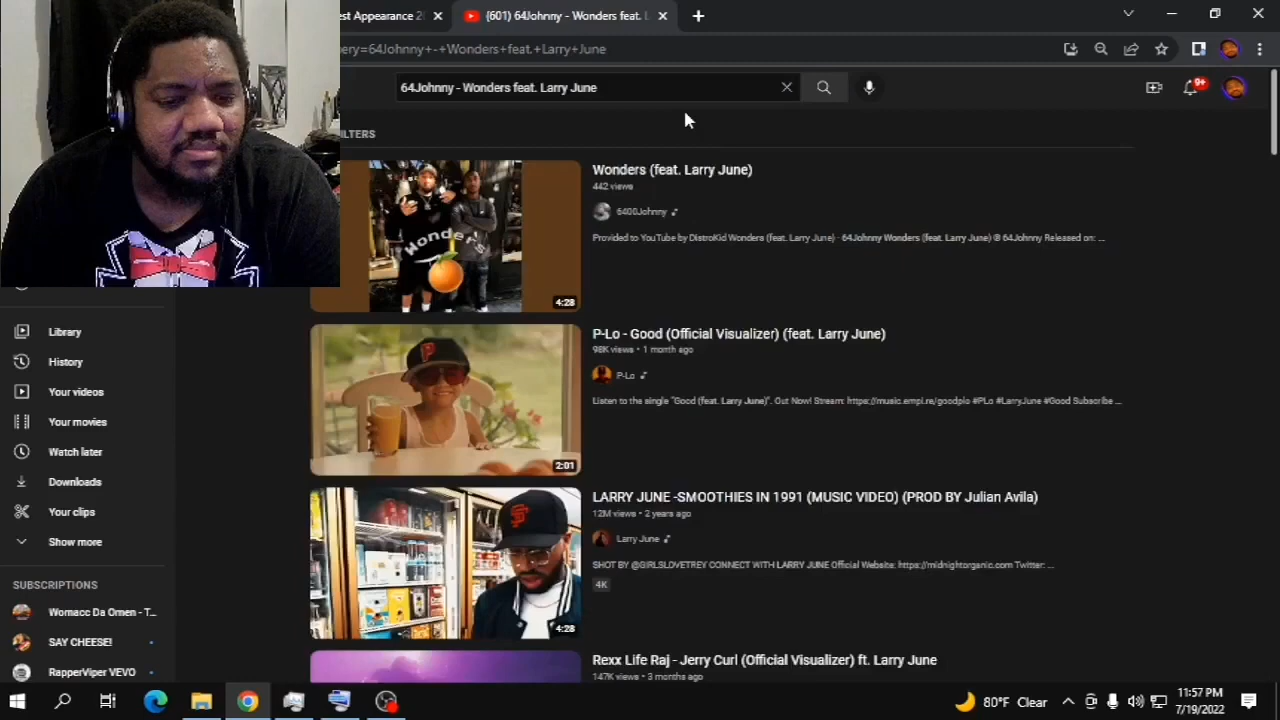 est Appearance 2
(601) 64Johnny - Wonders feat. L
ery=64Johnny+-+Wonders+feat.+Larry+June
64Johnny - Wonders feat. Larry June
9+
ILTERS
Wonders (feat. Larry June)
442 views
6400Johnny
Provided to YouTube by DistroKid Wonders (feat. Larry June) · 64Johnny Wonders (feat. Larry June) ℗ 64Johnny Released on: ...
Wonders
4:28
P-Lo - Good (Official Visualizer) (feat. Larry June)
98K views • 1 month ago
P-Lo
Listen to the single "Good (feat. Larry June)". Out Now! Stream: https://music.empi.re/goodplo #PLo #LarryJune #Good Subscribe ...
2:01
LARRY JUNE -SMOOTHIES IN 1991 (MUSIC VIDEO) (PROD BY Julian Avila)
12M views • 2 years ago
Larry June
SHOT BY @GIRLSLOVETREY CONNECT WITH LARRY JUNE Official Website: https://midnightorganic.com Twitter: ...
4K
4:28
Rexx Life Raj - Jerry Curl (Official Visualizer) ft. Larry June
147K views • 3 months ago
Library
History
Your videos
Your movies
Watch later
Downloads
Your clips
Show more
SUBSCRIPTIONS
Womacc Da Omen - T...
SAY CHEESE!
RapperViper VEVO
80°F Clear
11:57 PM
7/19/2022